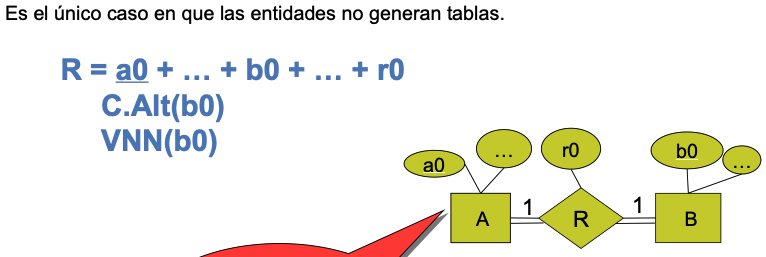 Es el único caso en que las entidades no generan tablas.
R = a0 + … + b0 + … + r0
C.Alt(b0)
VNN(b0)
a0
…
r0
b0
…
A
1
R
1
B